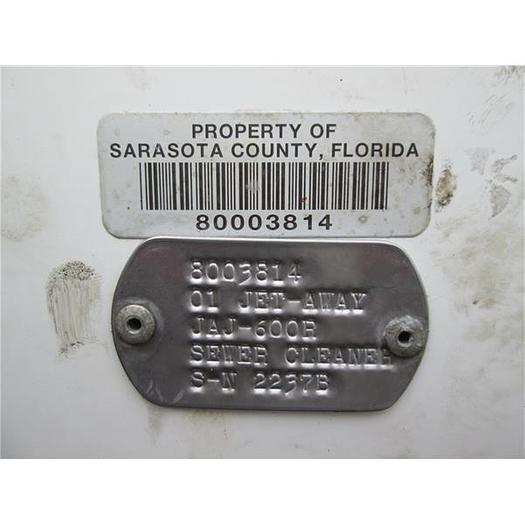 PROPERTY OF
SARASOTA COUNTY, FLORIDA
80003814
8003814
01 JET-AWAY
JAJ-600R
SEWER CLEANER
S-N 2237B